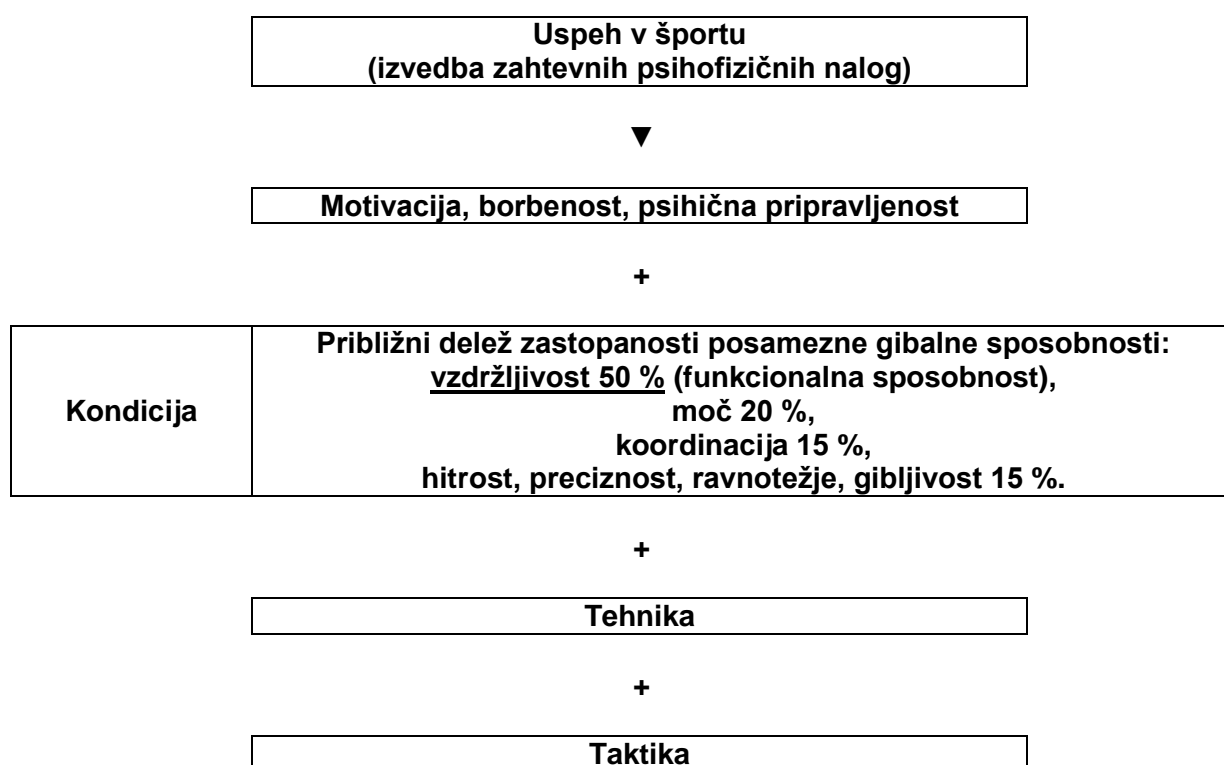 Uspeh v športu
(izvedba zahtevnih psihofizičnih nalog)
▼
Motivacija, borbenost, psihična pripravljenost
+
Kondicija
Približni delež zastopanosti posamezne gibalne sposobnosti:
vzdržljivost 50 % (funkcionalna sposobnost),
moč 20 %,
koordinacija 15 %,
hitrost, preciznost, ravnotežje, gibljivost 15 %.
+
Tehnika
+
Taktika